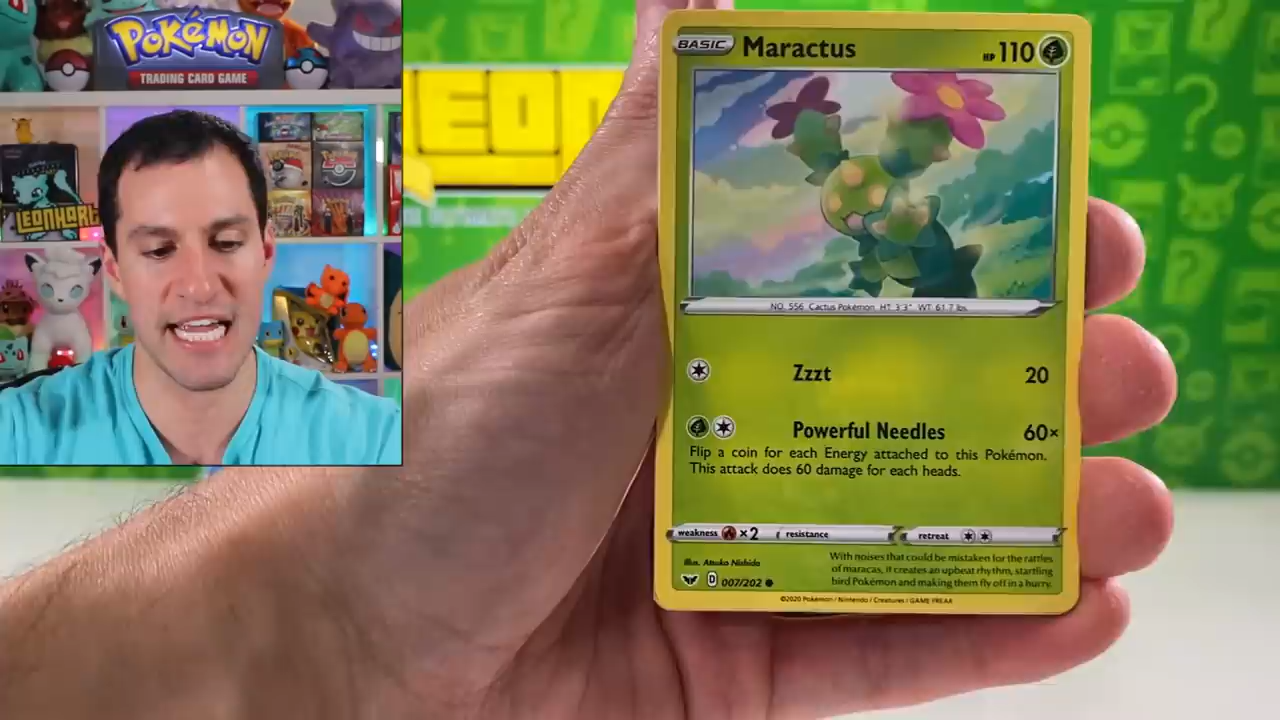 Pokémon
TRADING CARD GAME
LEONHART
EON
BASIC Maractus HP 110
NO. 556 Cactus Pokémon HT: 3'3" WT: 61.7 lbs.
Zzzt 20
Powerful Needles 60×
Flip a coin for each Energy attached to this Pokémon.
This attack does 60 damage for each heads.
weakness ×2 resistance retreat
Illus. Atsuko Nishida
With noises that could be mistaken for the rattles
of maracas, it creates an upbeat rhythm, startling
bird Pokémon and making them fly off in a hurry.
D 007/202
©2020 Pokémon / Nintendo / Creatures / GAME FREAK